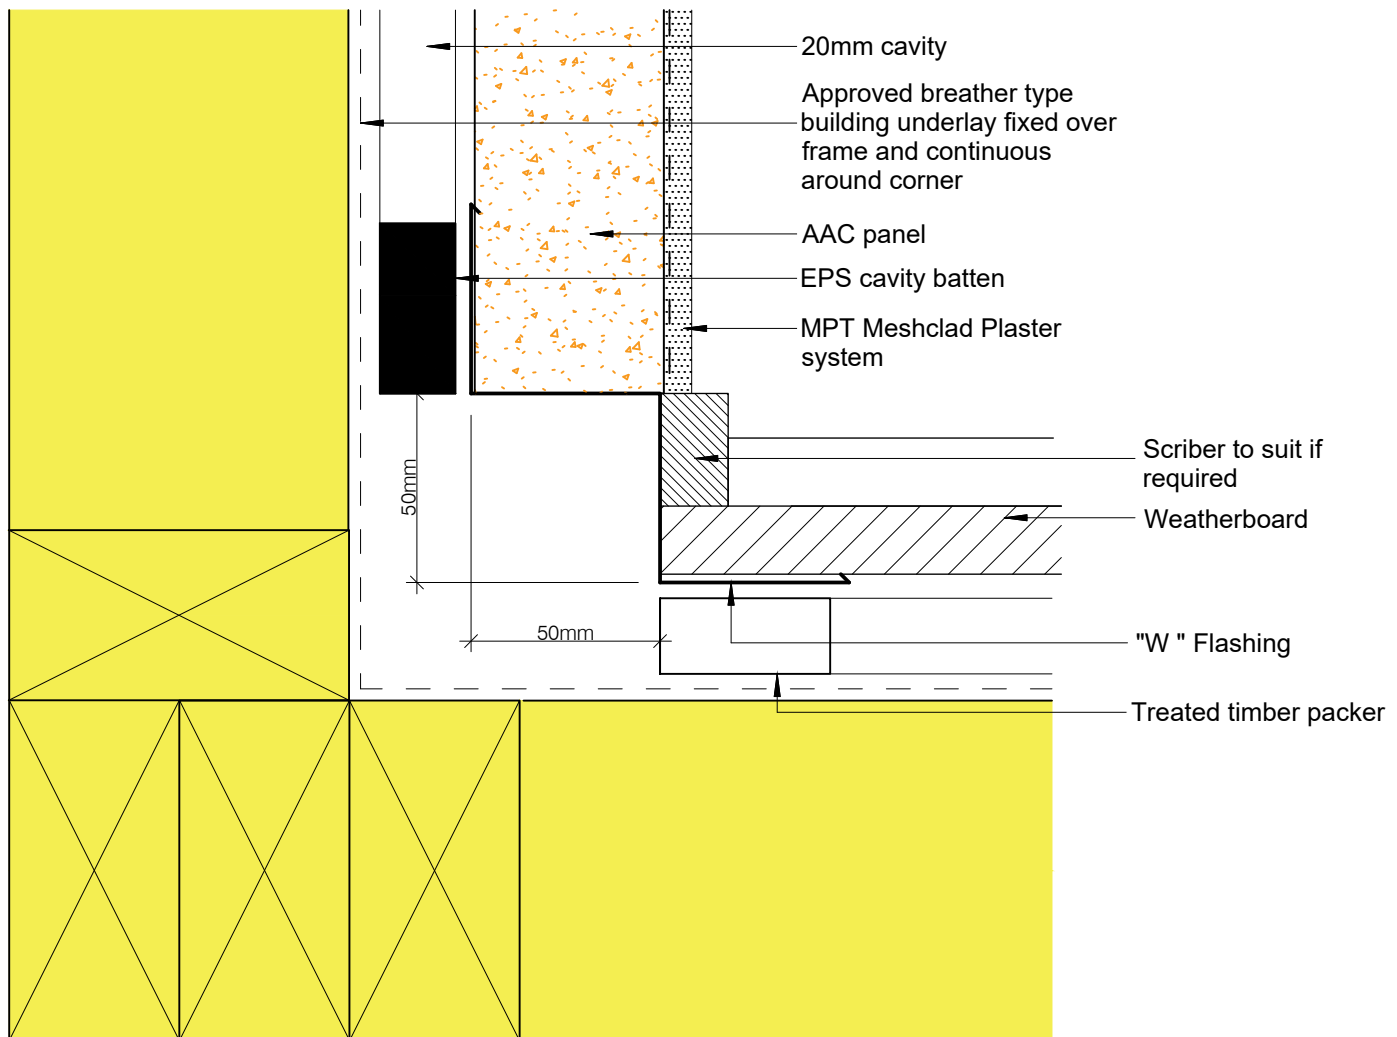 20mm cavity
Approved breather type
building underlay fixed over
frame and continuous
around corner
AAC panel
EPS cavity batten
MPT Meshclad Plaster
system
Scriber to suit if
required
Weatherboard
50mm
50mm
"W " Flashing
Treated timber packer